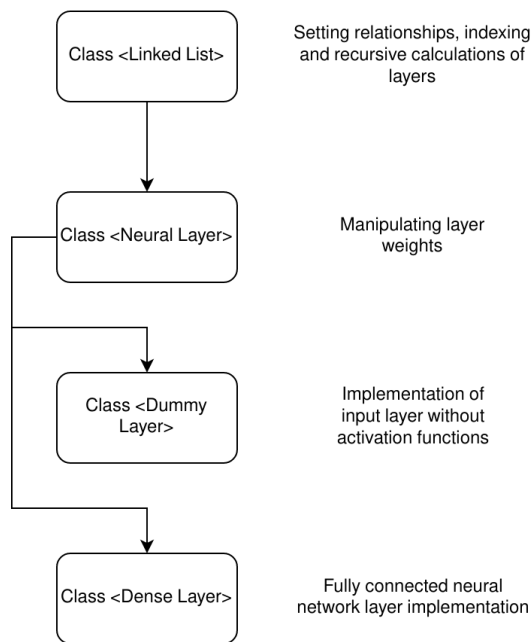 Class <Linked List>
Setting relationships, indexing
and recursive calculations of
layers
Class <Neural Layer>
Manipulating layer
weights
Class <Dummy
Layer>
Implementation of
input layer without
activation functions
Class <Dense Layer>
Fully connected neural
network layer implementation